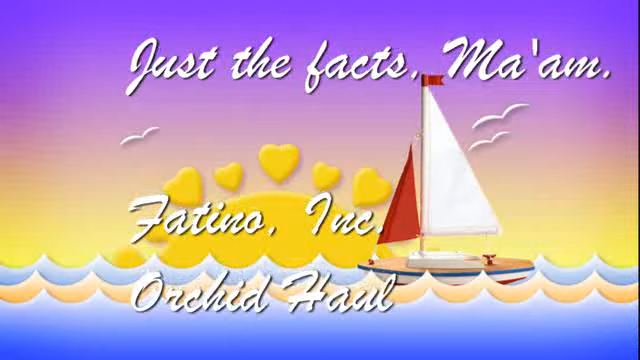 Just the facts, Ma'am.
Fatino, Inc.
Orchid Haul